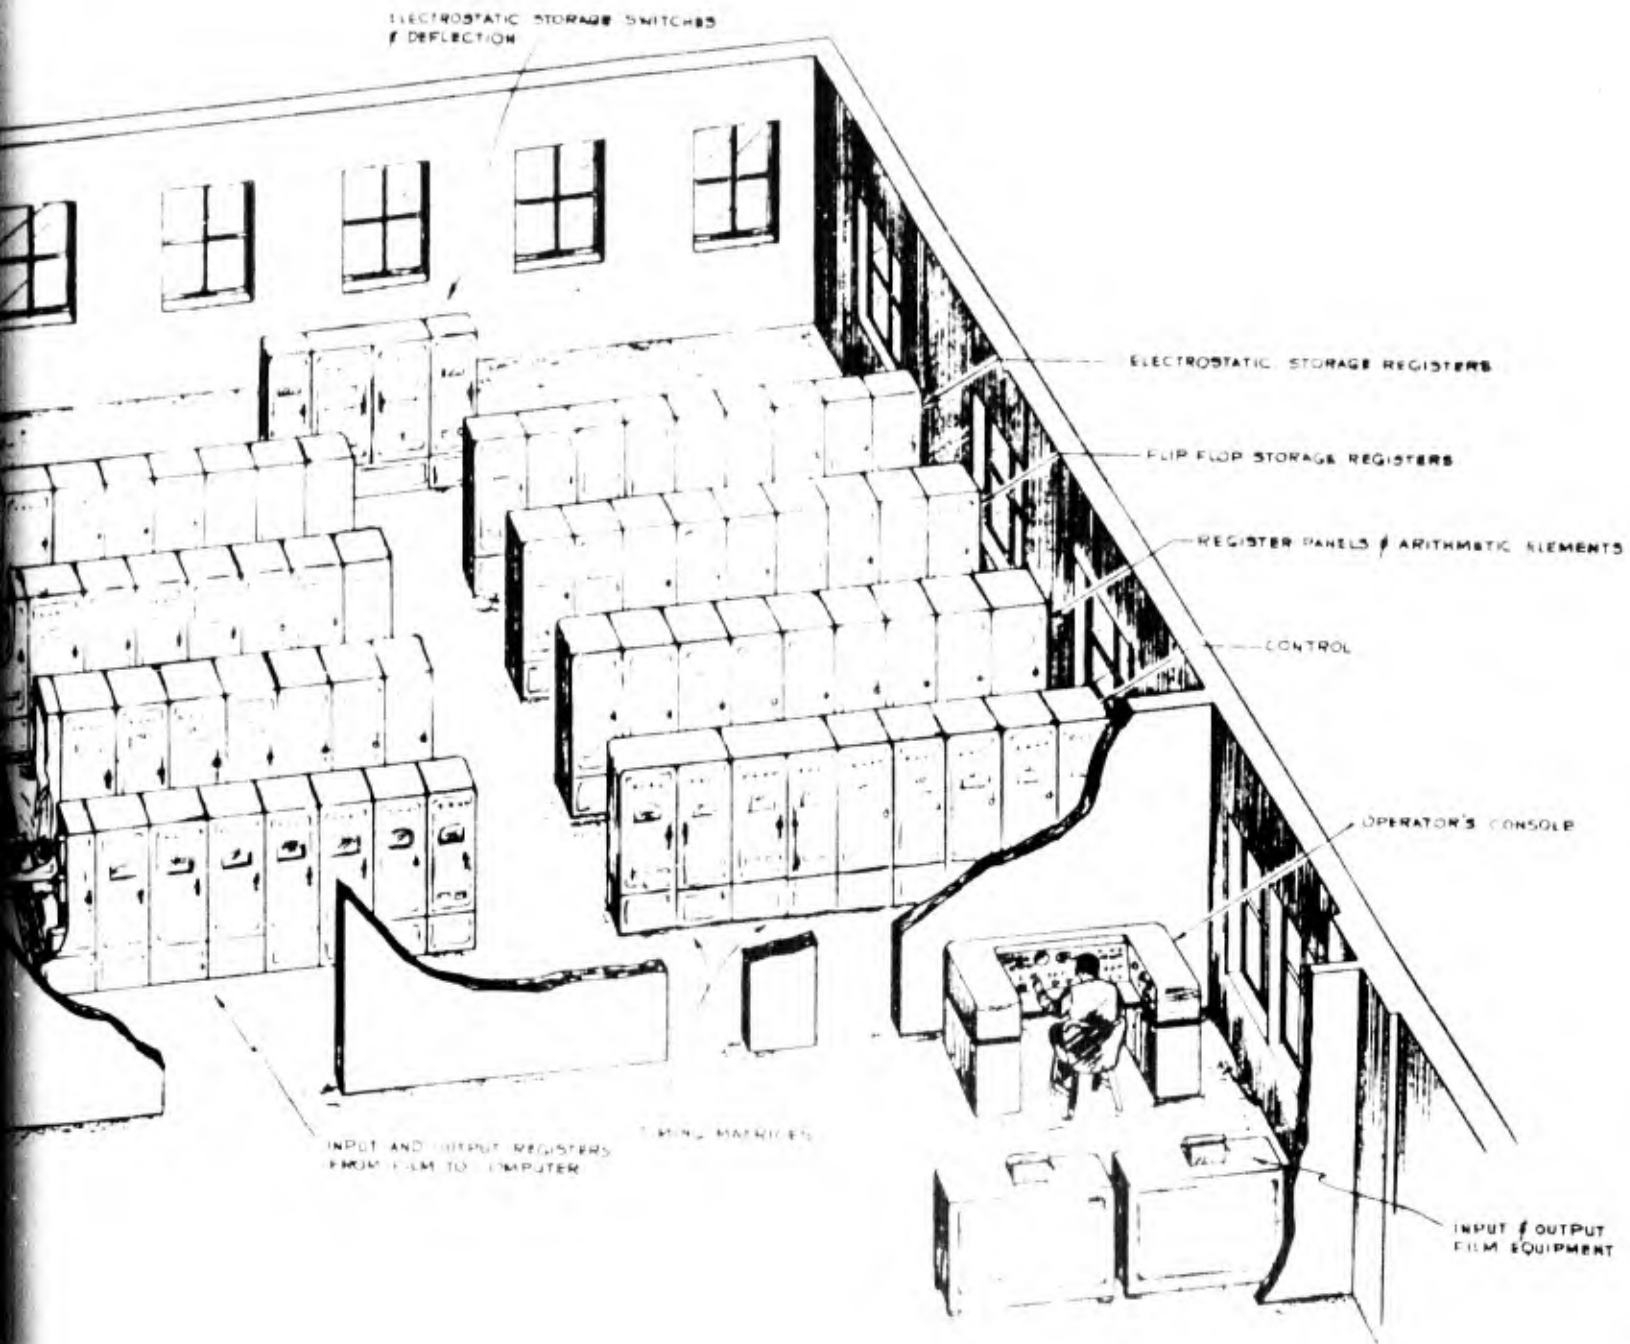 ELECTROSTATIC STORAGE SWITCHES
& DEFLECTION
ELECTROSTATIC STORAGE REGISTERS
FLIP FLOP STORAGE REGISTERS
REGISTER PANELS & ARITHMETIC ELEMENTS
CONTROL
OPERATOR'S CONSOLE
TIMING MATRICES
INPUT AND OUTPUT REGISTERS
FROM FILM TO COMPUTER
INPUT & OUTPUT
FILM EQUIPMENT